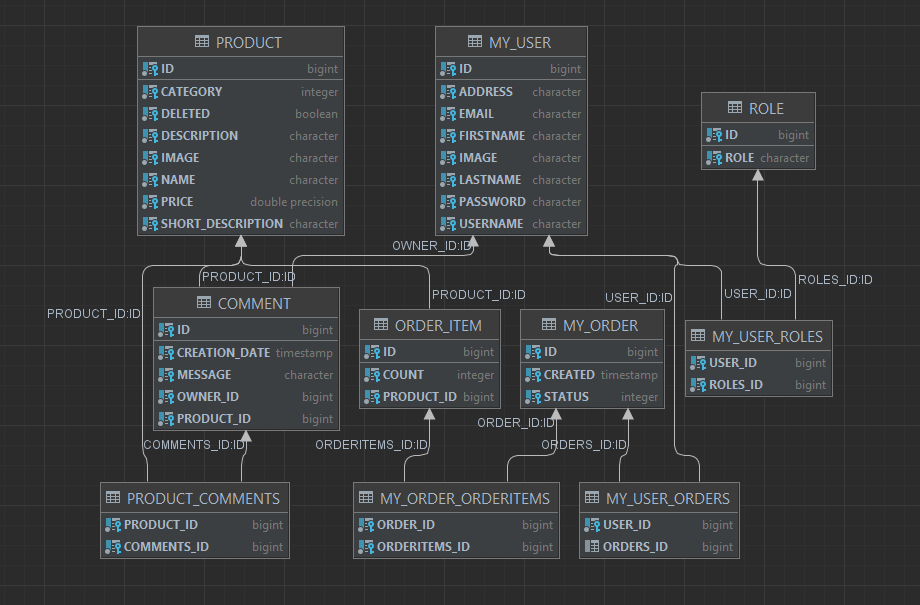 PRODUCT
ID bigint
CATEGORY integer
DELETED boolean
DESCRIPTION character
IMAGE character
NAME character
PRICE double precision
SHORT_DESCRIPTION character
MY_USER
ID bigint
ADDRESS character
EMAIL character
FIRSTNAME character
IMAGE character
LASTNAME character
PASSWORD character
USERNAME character
ROLE
ID bigint
ROLE character
OWNER_ID:ID
PRODUCT_ID:ID
PRODUCT_ID:ID
PRODUCT_ID:ID
USER_ID:ID
USER_ID:ID
ROLES_ID:ID
COMMENT
ID bigint
CREATION_DATE timestamp
MESSAGE character
OWNER_ID bigint
PRODUCT_ID bigint
ORDER_ITEM
ID bigint
COUNT integer
PRODUCT_ID bigint
MY_ORDER
ID bigint
CREATED timestamp
STATUS integer
MY_USER_ROLES
USER_ID bigint
ROLES_ID bigint
COMMENTS_ID:ID
ORDERITEMS_ID:ID
ORDER_ID:ID
ORDERS_ID:ID
PRODUCT_COMMENTS
PRODUCT_ID bigint
COMMENTS_ID bigint
MY_ORDER_ORDERITEMS
ORDER_ID bigint
ORDERITEMS_ID bigint
MY_USER_ORDERS
USER_ID bigint
ORDERS_ID bigint